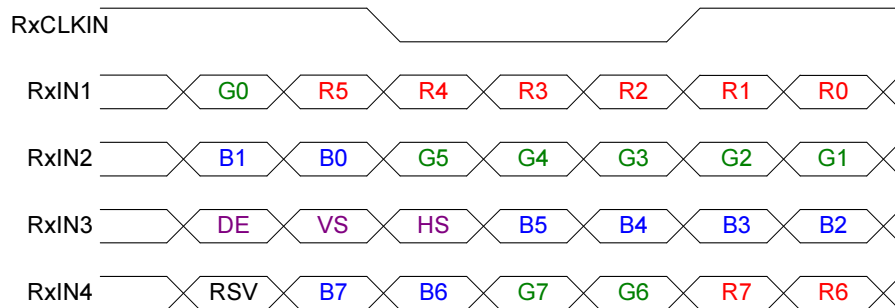 RxCLKIN
RxIN1 G0 R5 R4 R3 R2 R1 R0
RxIN2 B1 B0 G5 G4 G3 G2 G1
RxIN3 DE VS HS B5 B4 B3 B2
RxIN4 RSV B7 B6 G7 G6 R7 R6